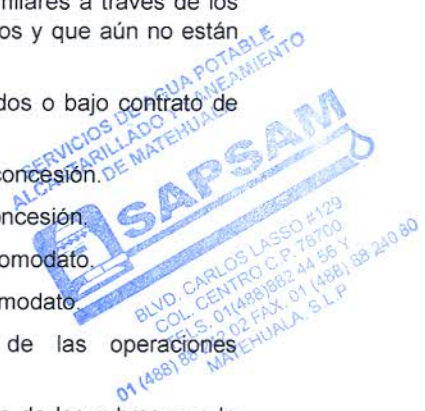 miliares a través de los
os y que aún no están
dos o bajo contrato de
concesión.
oncesión.
omodato.
modato.
de las operaciones
SERVICIOS DE AGUA POTABLE
ALCANTARILLADO Y SANEAMIENTO
DE MATEHUALA
SAPSAM
BLVD. CARLOS LASSO #129
COL. CENTRO C.P. 78700
TELS. 01(488)882 44 56 Y
01 (488) 88 02 FAX. 01 (488) 88 240 80
MATEHUALA, S.L.P